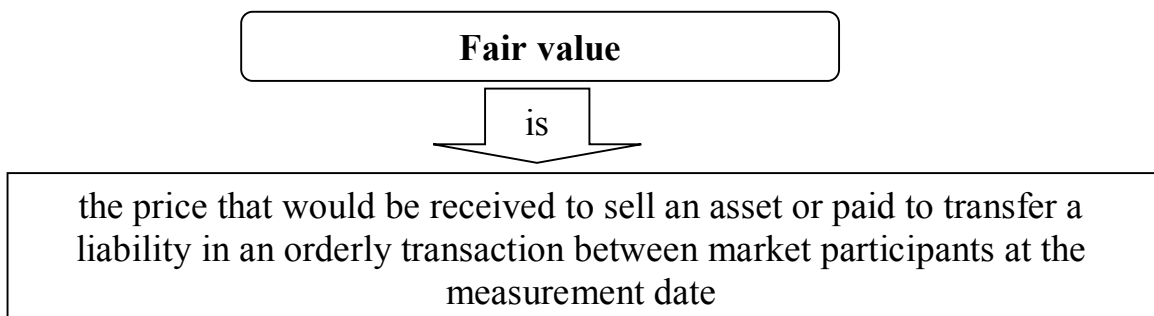 Fair value
is
the price that would be received to sell an asset or paid to transfer a
liability in an orderly transaction between market participants at the
measurement date